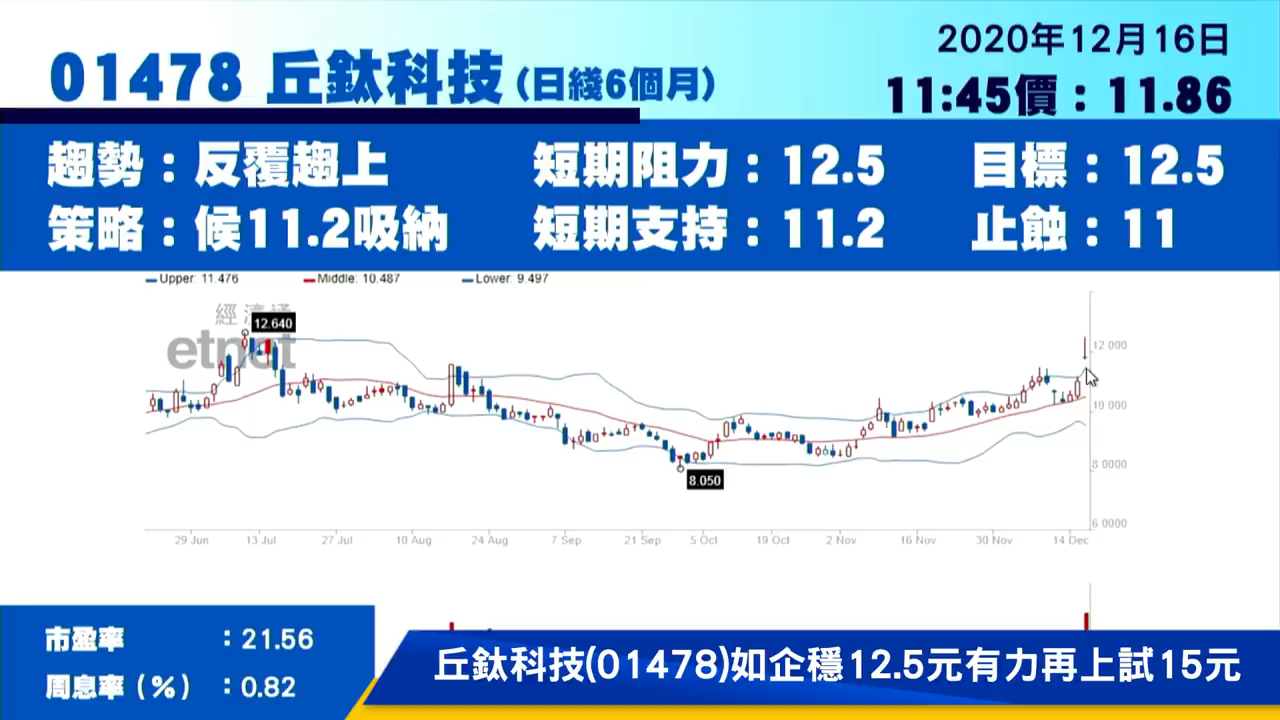 01478 丘鈦科技(日綫6個月)
2020年12月16日
11:45價：11.86
趨勢：反覆趨上
短期阻力：12.5
目標：12.5
策略：候11.2吸納
短期支持：11.2
止蝕：11
Upper: 11.476
Middle: 10.487
Lower: 9.497
經濟通
etnet
12.640
8.050
12 000
10 000
8 0000
6 0000
29 Jun 13 Jul 27 Jul 10 Aug 24 Aug 7 Sep 21 Sep 5 Oct 19 Oct 2 Nov 16 Nov 30 Nov 14 Dec
市盈率：21.56
周息率（%）：0.82
丘鈦科技(01478)如企穩12.5元有力再上試15元